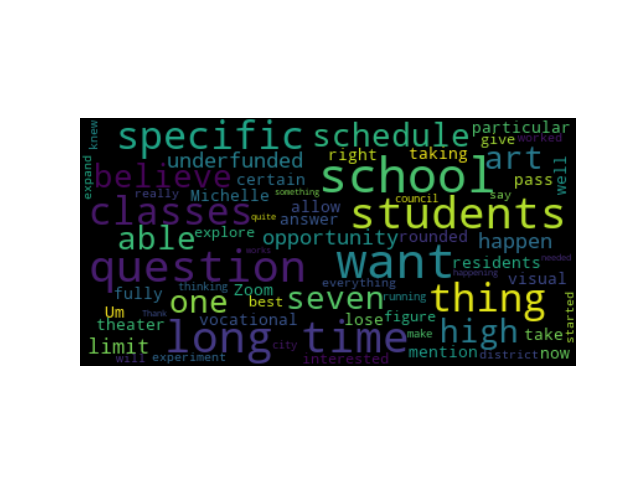 specific schedule particular
knew give worked
underfunded right taking art
believe certain school pass well
expand really Michelle something council say
classes quite allow students
able explore answer opportunity rounded happen
works want residents needed
question happening visual
fully thinking Zoom everything thing
Um one best seven running started
theater vocational lose figure
Thank long time make high take
limit city mention now
will experiment interested district